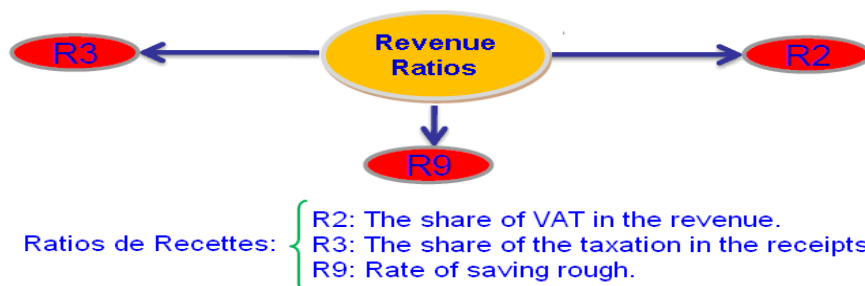 R3
Revenue
Ratios
R2
R9
R2: The share of VAT in the revenue.
Ratios de Recettes:
R3: The share of the taxation in the receipts
R9: Rate of saving rough.